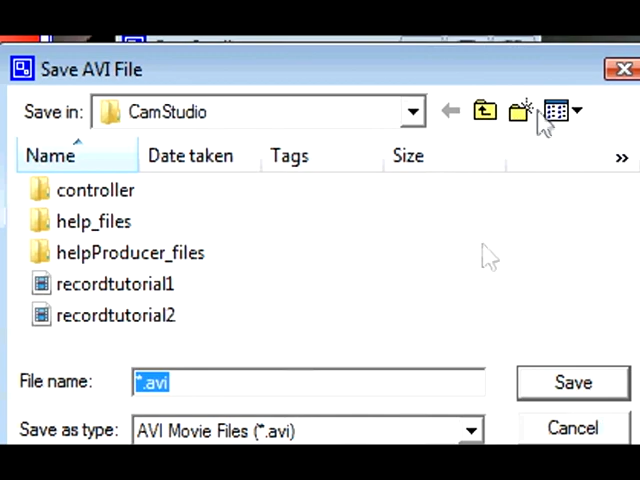 Save AVI File
Save in: CamStudio
Name Date taken Tags Size »
controller
help_files
helpProducer_files
recordtutorial1
recordtutorial2
File name: *.avi Save
Save as type: AVI Movie Files (*.avi) Cancel